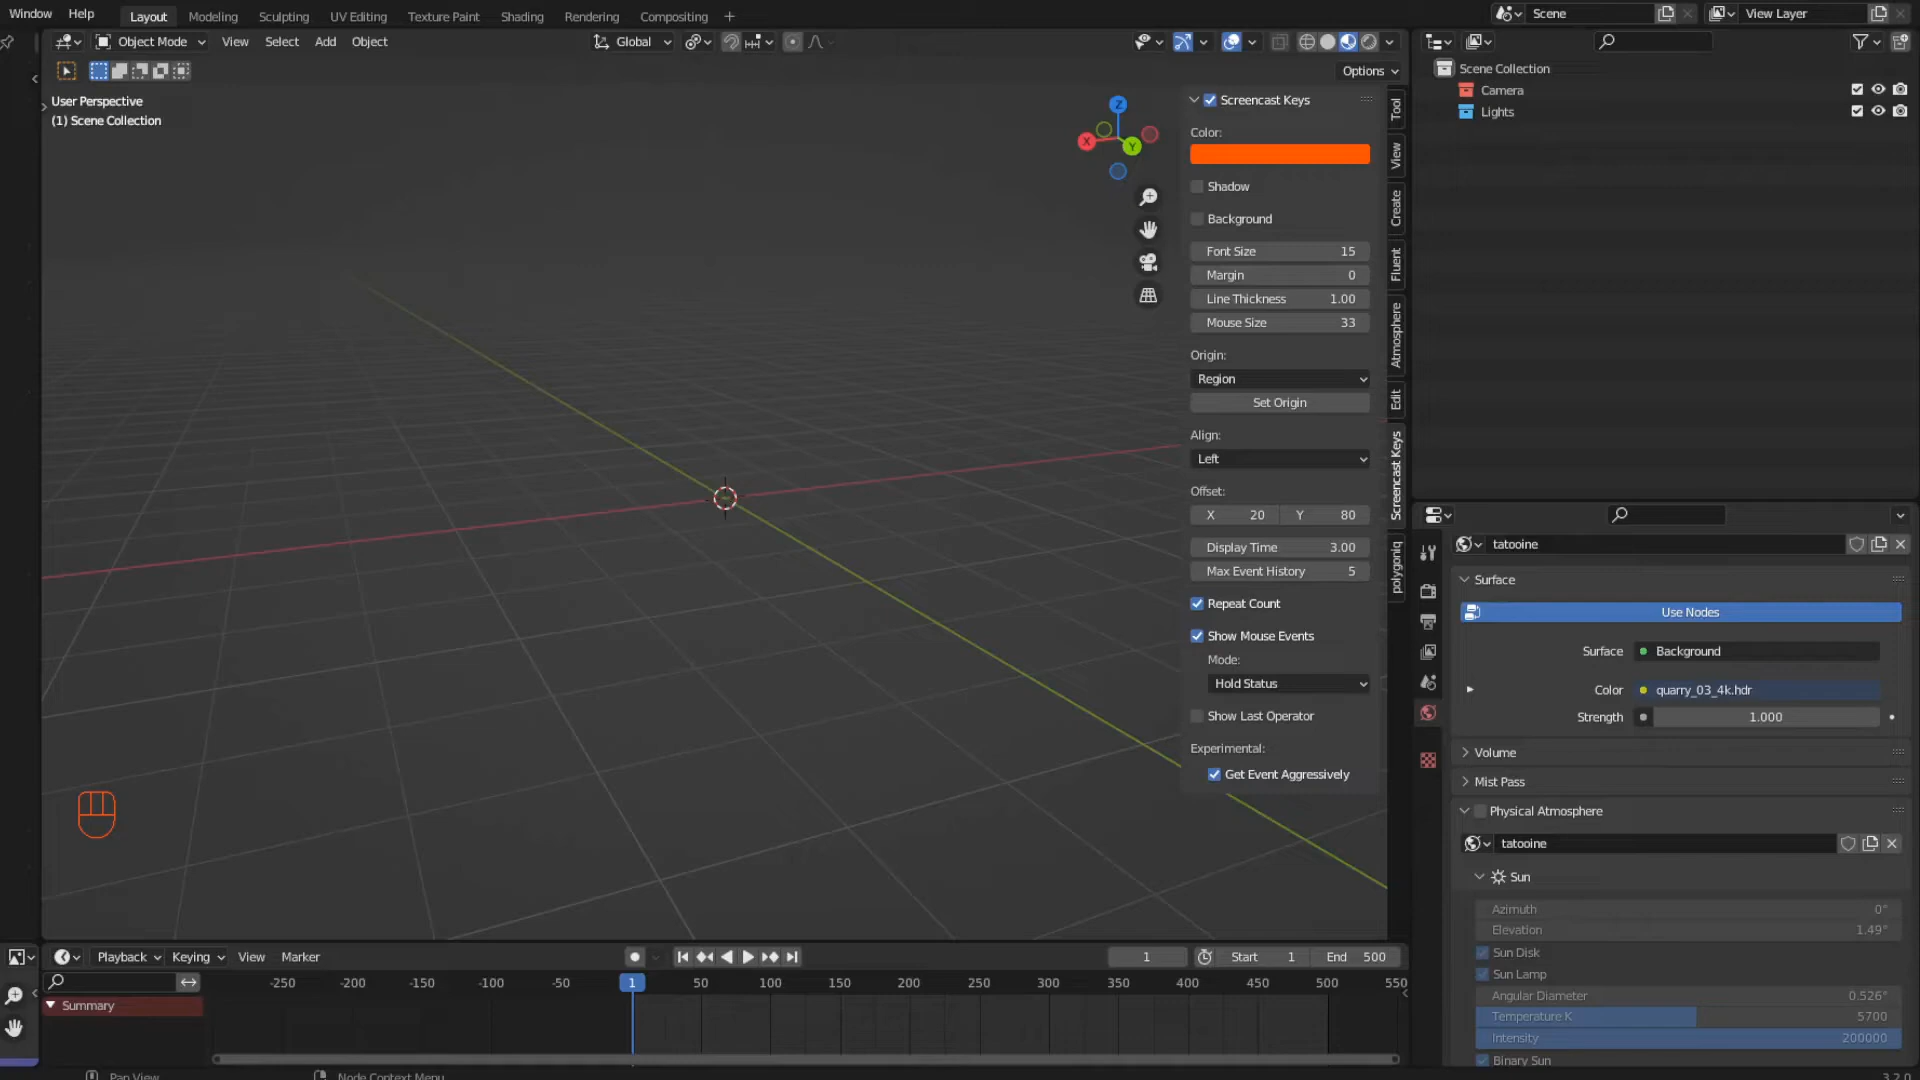 Window Help Layout Modeling Sculpting UV Editing Texture Paint Shading Rendering Compositing + Scene View Layer
Object Mode View Select Add Object Global
Options
User Perspective
(1) Scene Collection
Z
X
Y
Screencast Keys
Color:
Shadow
Background
Font Size 15
Margin 0
Line Thickness 1.00
Mouse Size 33
Origin:
Region
Set Origin
Align:
Left
Offset:
X 20 Y 80
Display Time 3.00
Max Event History 5
Repeat Count
Show Mouse Events
Mode:
Hold Status
Show Last Operator
Experimental:
Get Event Aggressively
Tool
View
Create
Fluent
Atmosphere
Edit
Screencast Keys
polygoniq
Scene Collection
Camera
Lights
tatooine
Surface
Use Nodes
Surface Background
Color quarry_03_4k.hdr
Strength 1.000
Volume
Mist Pass
Physical Atmosphere
tatooine
Sun
Azimuth 0°
Elevation 1.49°
Sun Disk
Sun Lamp
Angular Diameter 0.526°
Temperature K 5700
Intensity 200000
Binary Sun
Playback Keying View Marker 1 Start 1 End 500
-250 -200 -150 -100 -50 1 50 100 150 200 250 300 350 400 450 500 550
Summary
Pan View Node Context Menu 3.2.0